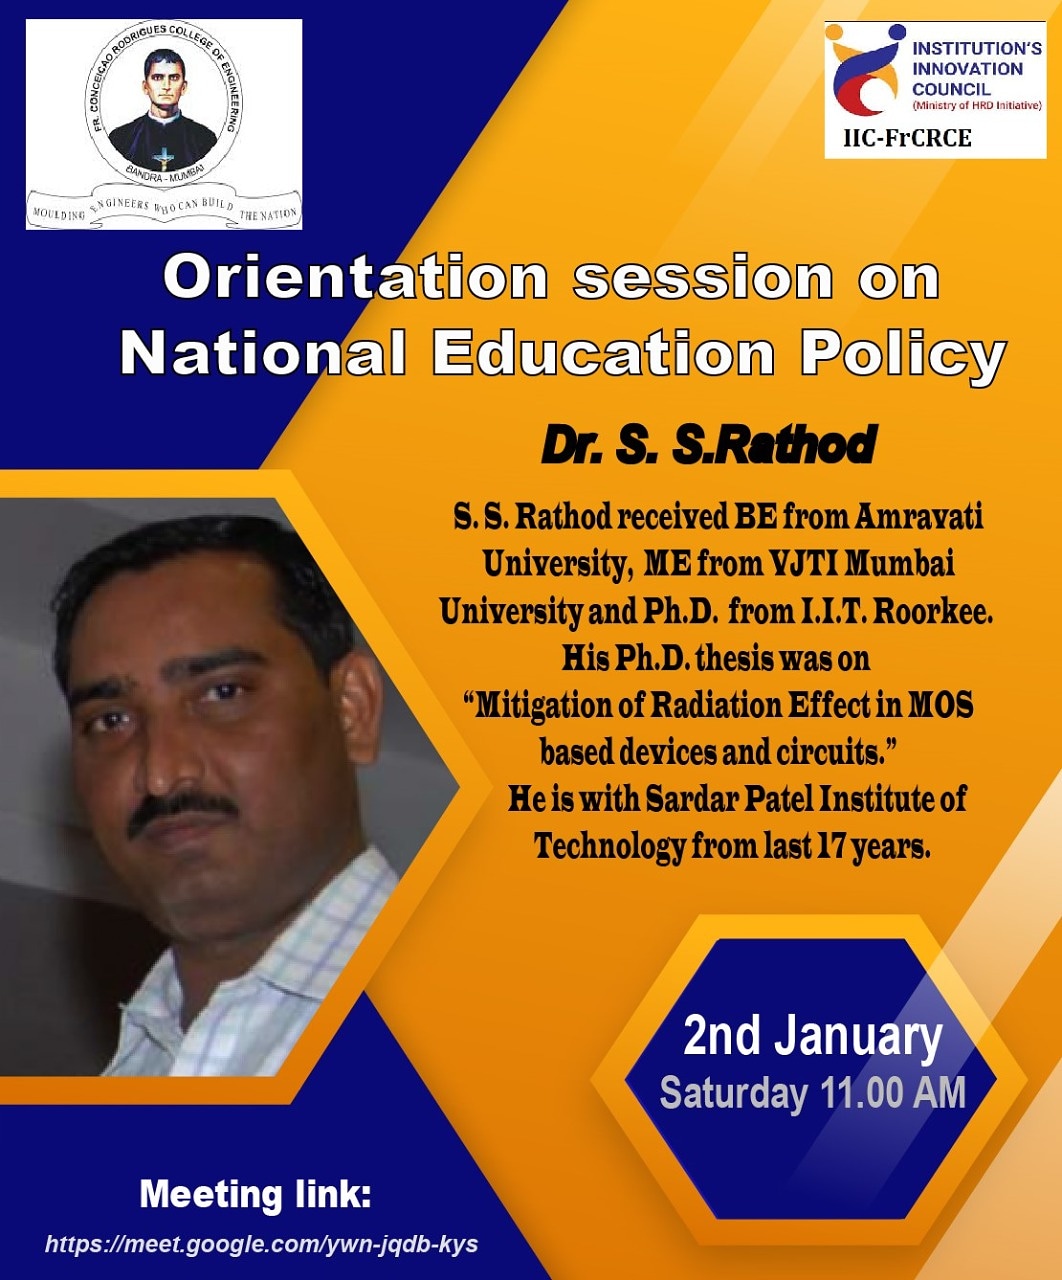 FR. CONCEICAO RODRIGUES COLLEGE OF ENGINEERING
BANDRA - MUMBAI
MOULDING ENGINEERS WHO CAN BUILD THE NATION
INSTITUTION'S
INNOVATION
COUNCIL
(Ministry of HRD Initiative)
IIC-FrCRCE
Orientation session on
National Education Policy
Dr. S. S.Rathod
S. S. Rathod received BE from Amravati
University, ME from VJTI Mumbai
University and Ph.D. from I.I.T. Roorkee.
His Ph.D. thesis was on
“Mitigation of Radiation Effect in MOS
based devices and circuits.”
He is with Sardar Patel Institute of
Technology from last 17 years.
2nd January
Saturday 11.00 AM
Meeting link:
https://meet.google.com/ywn-jqdb-kys